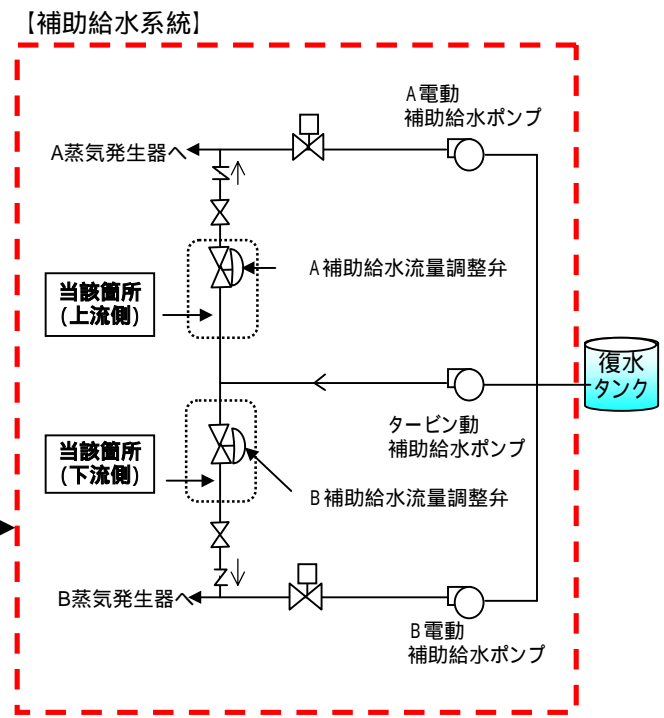 【補助給水系統】
A電動
補助給水ポンプ
A蒸気発生器へ
A補助給水流量調整弁
当該箇所
(上流側)
復水
タンク
タービン動
補助給水ポンプ
当該箇所
(下流側)
B補助給水流量調整弁
B蒸気発生器へ
B電動
補助給水ポンプ